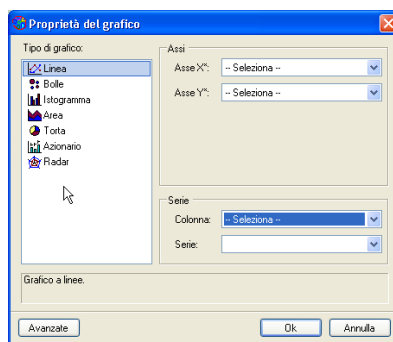 Proprietà del grafico
Tipo di grafico:
Linea
Bolle
Istogramma
Area
Torta
Azionario
Radar
Assi
Asse X*: -- Seleziona --
Asse Y*: -- Seleziona --
Serie
Colonna: -- Seleziona --
Serie:
Grafico a linee.
Avanzate
Ok
Annulla